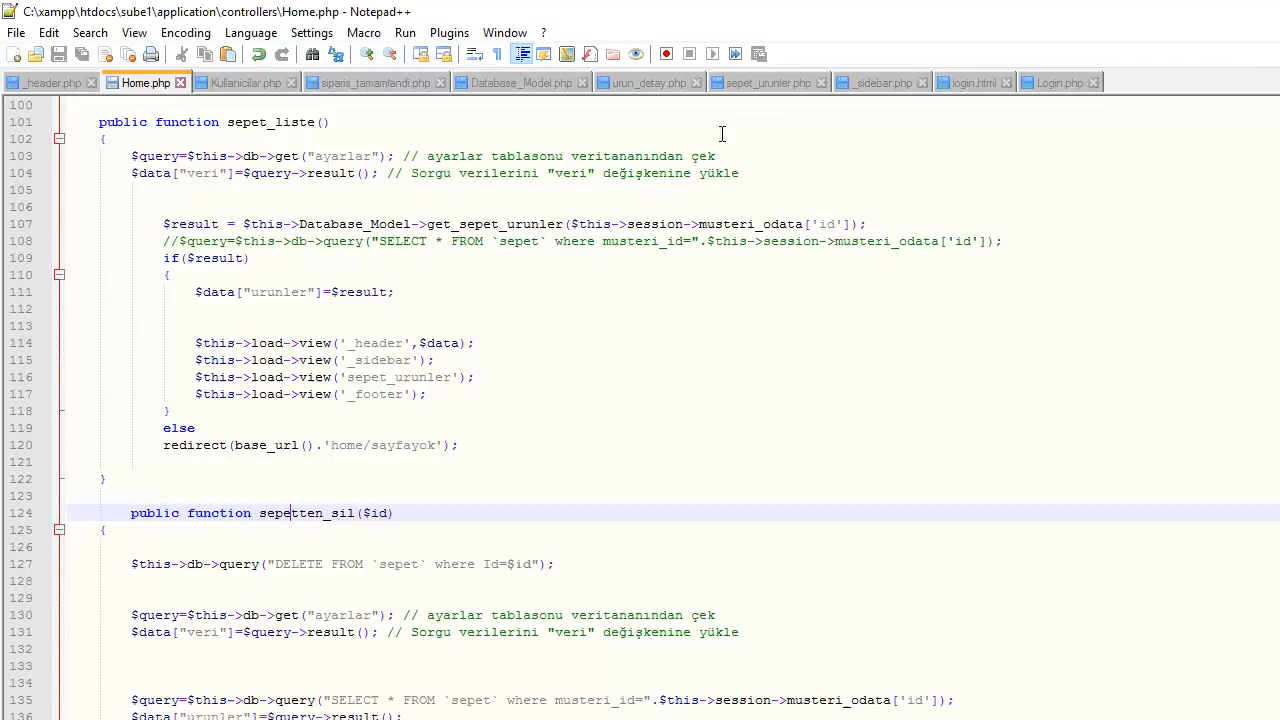 C:\xampp\htdocs\sube1\application\controllers\Home.php - Notepad++
File Edit Search View Encoding Language Settings Macro Run Plugins Window ?
_header.php Home.php Kullanicilar.php siparis_tamamlandi.php Database_Model.php urun_detay.php sepet_urunler.php _sidebar.php login.html Login.php
100
101 public function sepet_liste()
102 {
103 $query=$this->db->get("ayarlar"); // ayarlar tablasonu veritananından çek
104 $data["veri"]=$query->result(); // Sorgu verilerini "veri" değişkenine yükle
105
106
107 $result = $this->Database_Model->get_sepet_urunler($this->session->musteri_odata['id']);
108 //$query=$this->db->query("SELECT * FROM `sepet` where musteri_id=".$this->session->musteri_odata['id']);
109 if($result)
110 {
111 $data["urunler"]=$result;
112
113
114 $this->load->view('_header',$data);
115 $this->load->view('_sidebar');
116 $this->load->view('sepet_urunler');
117 $this->load->view('_footer');
118 }
119 else
120 redirect(base_url().'home/sayfayok');
121
122 }
123
124 public function sepetten_sil($id)
125 {
126
127 $this->db->query("DELETE FROM `sepet` where Id=$id");
128
129
130 $query=$this->db->get("ayarlar"); // ayarlar tablasonu veritananından çek
131 $data["veri"]=$query->result(); // Sorgu verilerini "veri" değişkenine yükle
132
133
134
135 $query=$this->db->query("SELECT * FROM `sepet` where musteri_id=".$this->session->musteri_odata['id']);
136 $data["urunler"]=$query->result();